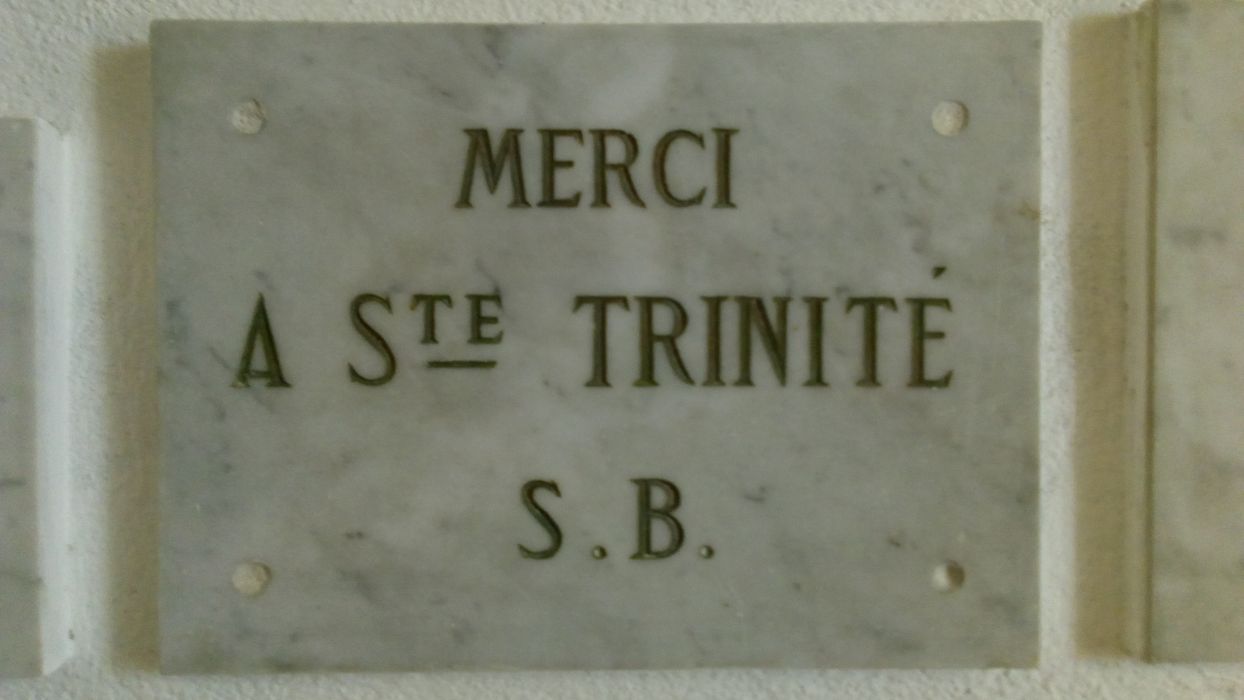 MERCI
A STE TRINITÉ
S.B.